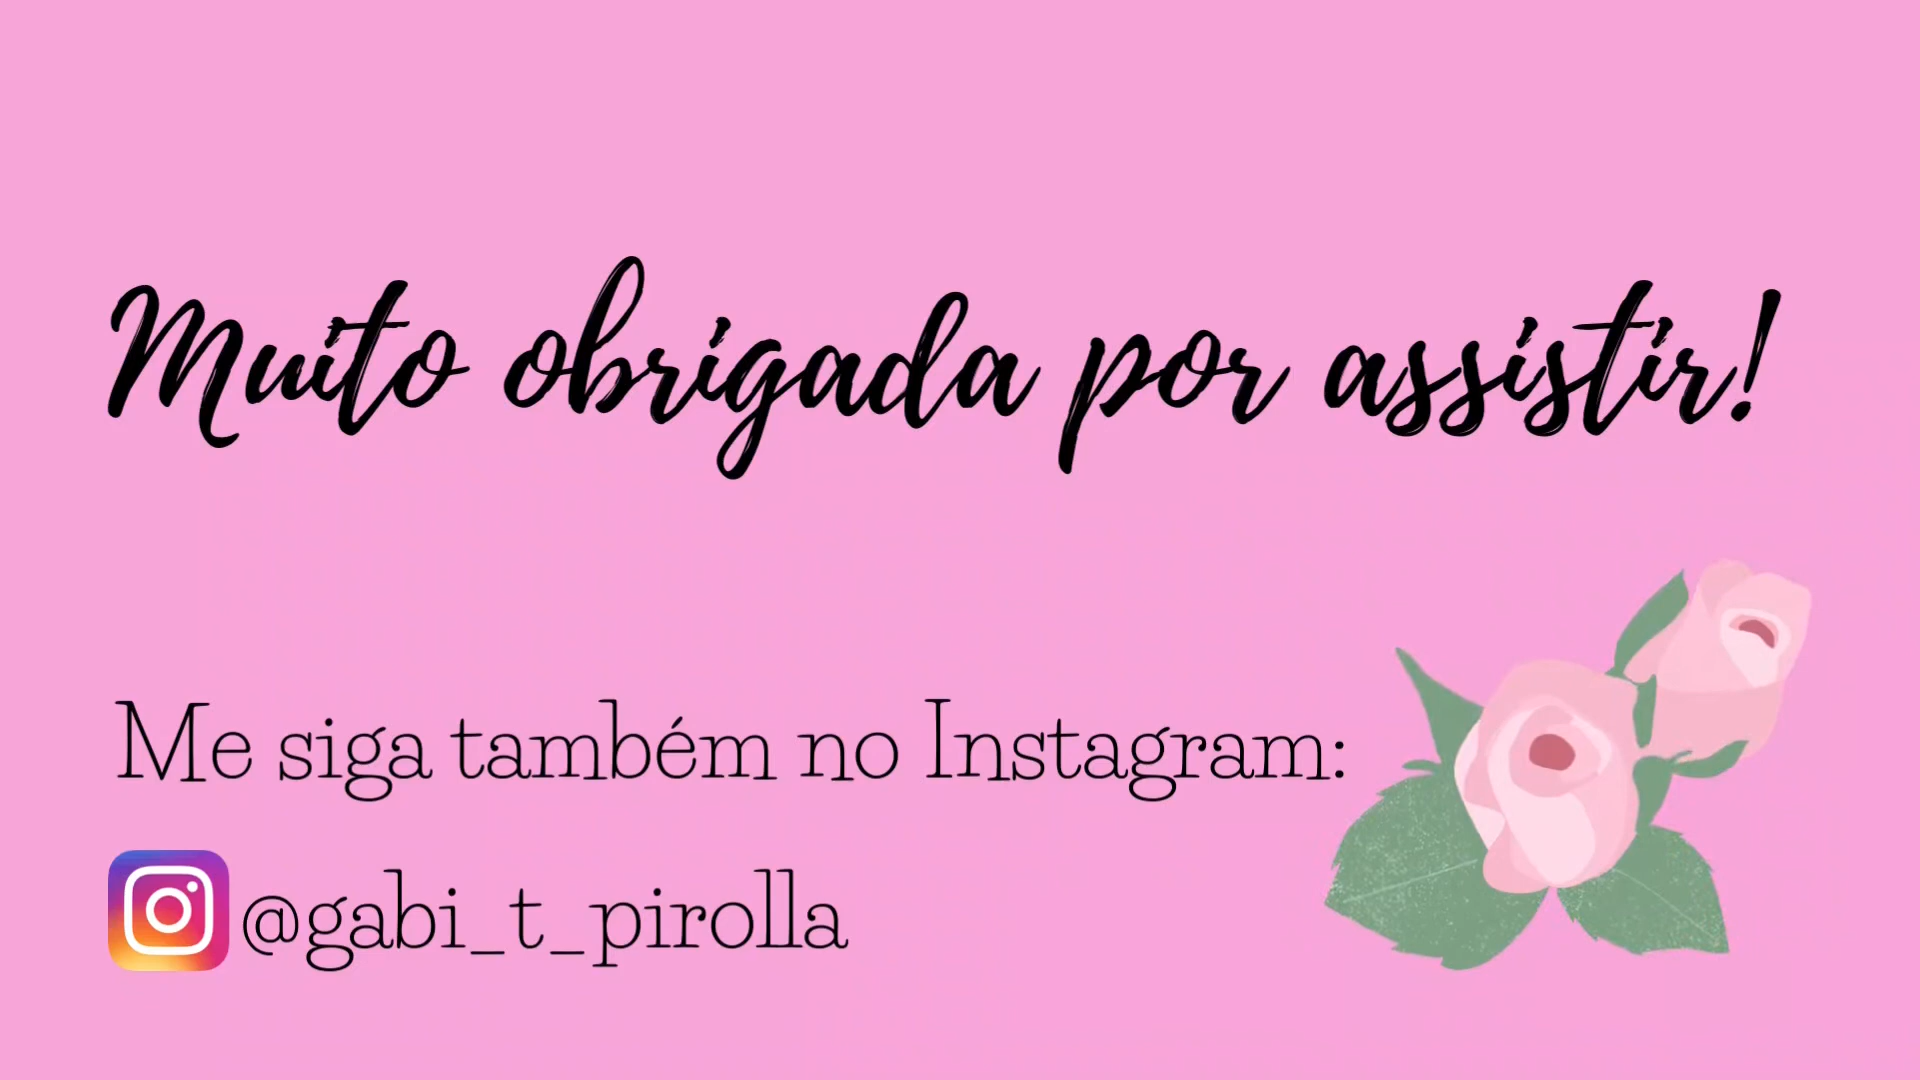 Muito obrigada por assistir!
Me siga também no Instagram:
@gabi_t_pirolla